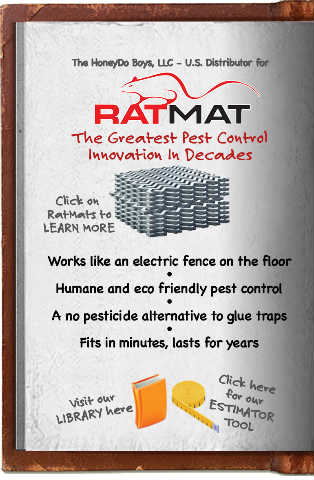 The HoneyDo Boys, LLC - U.S. Distributor for
RATMAT
The Greatest Pest Control
Innovation In Decades
Click on
RatMats to
LEARN MORE
Works like an electric fence on the floor
•
Humane and eco friendly pest control
•
A no pesticide alternative to glue traps
•
Fits in minutes, lasts for years
Visit our
LIBRARY here
Click here
for our
ESTIMATOR
TOOL